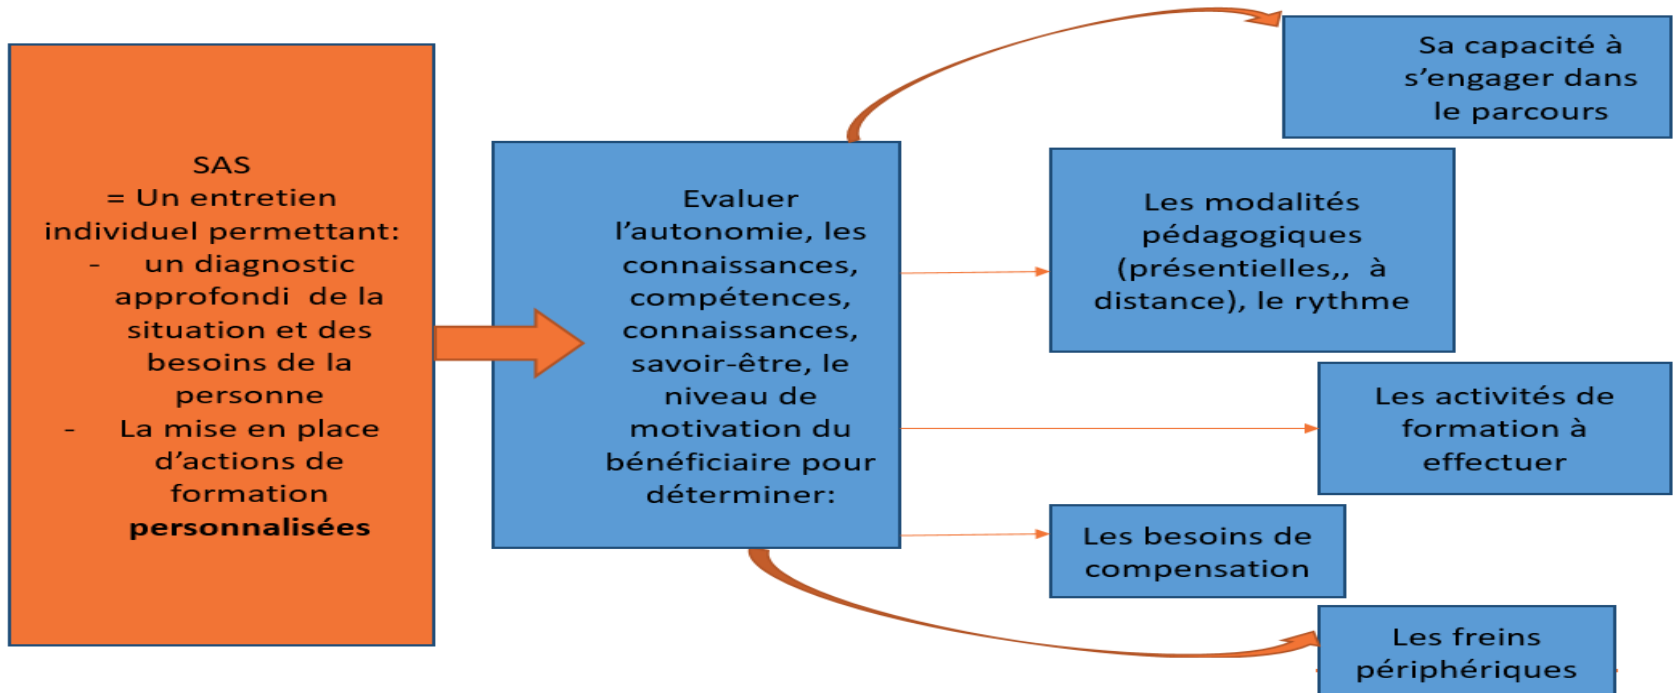 SAS
= Un entretien
individuel permettant:
- un diagnostic
approfondi de la
situation et des
besoins de la
personne
- La mise en place
d’actions de
formation
personnalisées
Evaluer
l’autonomie, les
connaissances,
compétences,
connaissances,
savoir-être, le
niveau de
motivation du
bénéficiaire pour
déterminer:
Sa capacité à
s’engager dans
le parcours
Les modalités
pédagogiques
(présentielles,, à
distance), le rythme
Les activités de
formation à
effectuer
Les besoins de
compensation
Les freins
périphériques